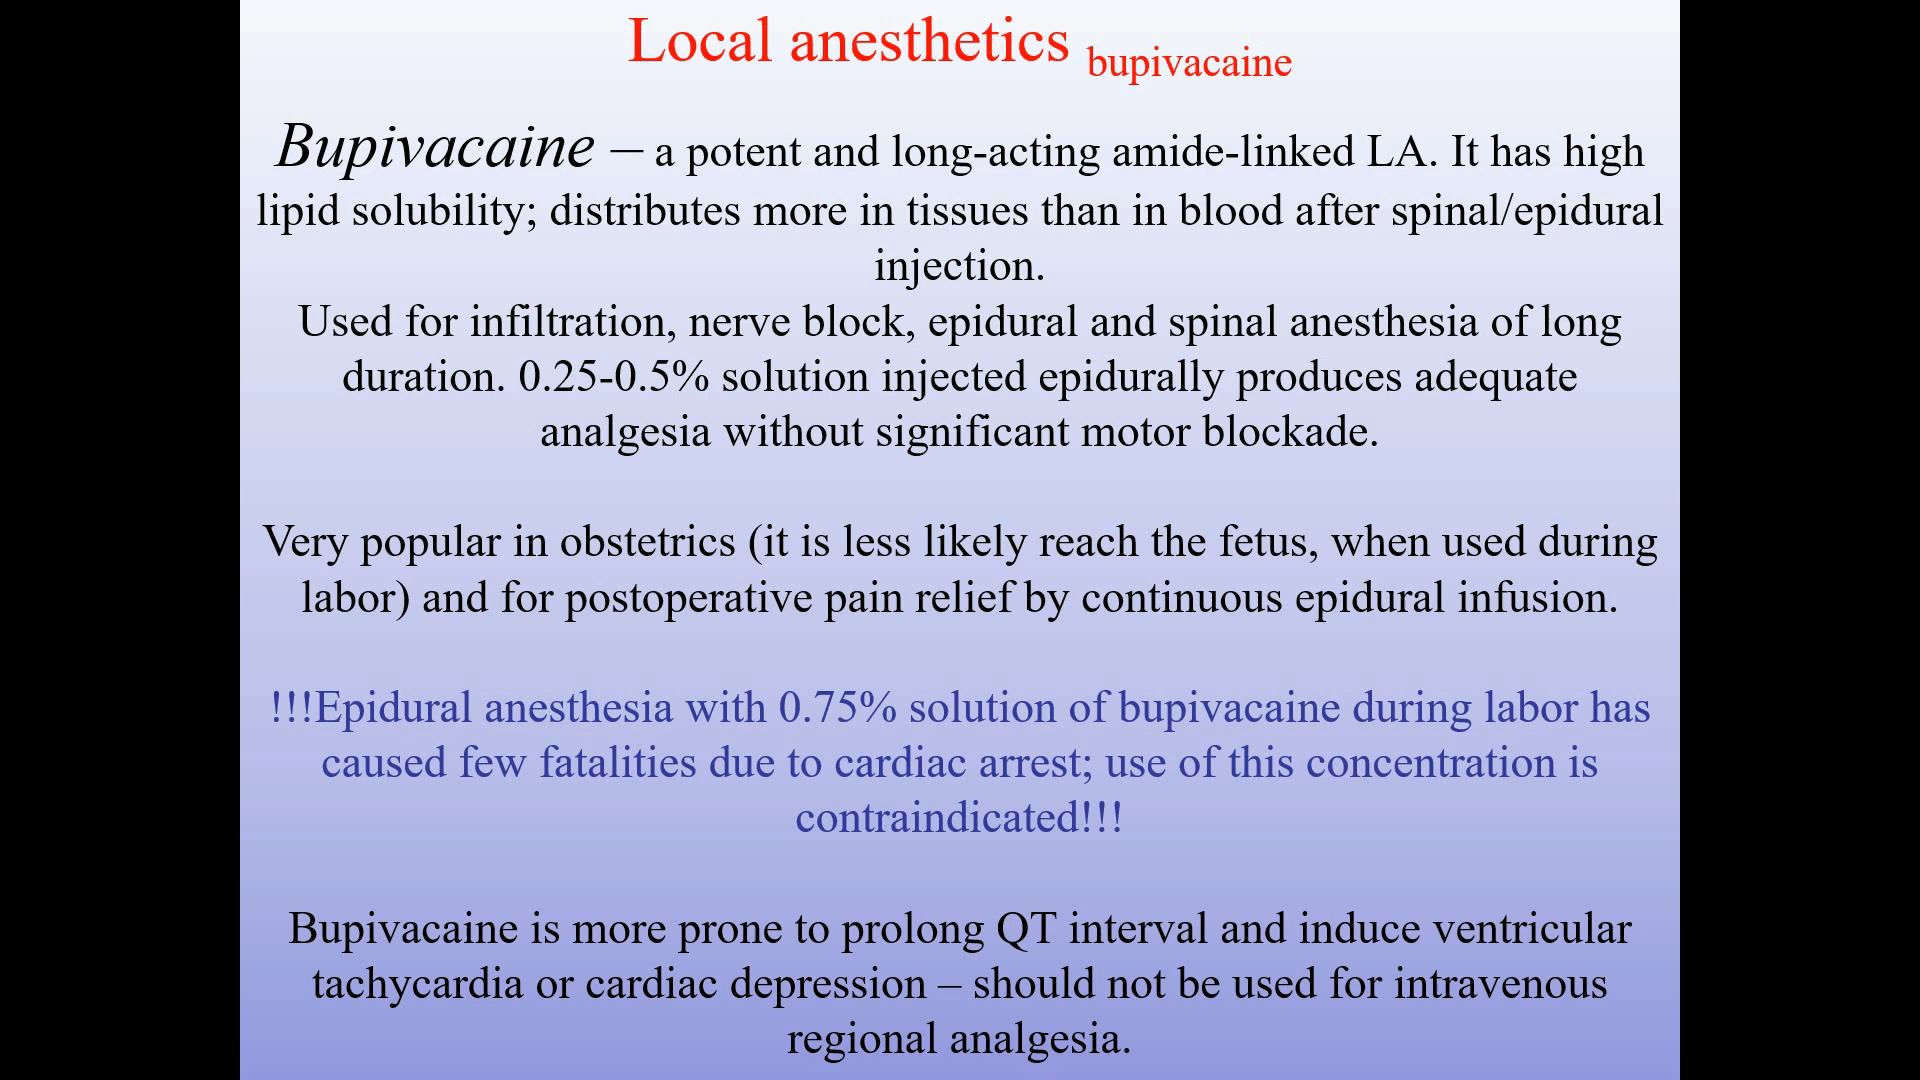 Local anesthetics bupivacaine
Bupivacaine – a potent and long-acting amide-linked LA. It has high
lipid solubility; distributes more in tissues than in blood after spinal/epidural
injection.
Used for infiltration, nerve block, epidural and spinal anesthesia of long
duration. 0.25-0.5% solution injected epidurally produces adequate
analgesia without significant motor blockade.
Very popular in obstetrics (it is less likely reach the fetus, when used during
labor) and for postoperative pain relief by continuous epidural infusion.
!!!Epidural anesthesia with 0.75% solution of bupivacaine during labor has
caused few fatalities due to cardiac arrest; use of this concentration is
contraindicated!!!
Bupivacaine is more prone to prolong QT interval and induce ventricular
tachycardia or cardiac depression – should not be used for intravenous
regional analgesia.